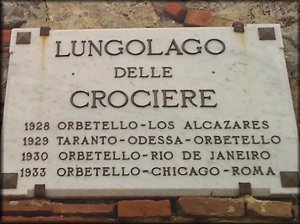 LUNGOLAGO
DELLE
CROCIERE
1928 ORBETELLO-LOS ALCAZARES
1929 TARANTO-ODESSA-ORBETELLO
1930 ORBETELLO-RIO DE JANEIRO
1933 ORBETELLO-CHICAGO-ROMA